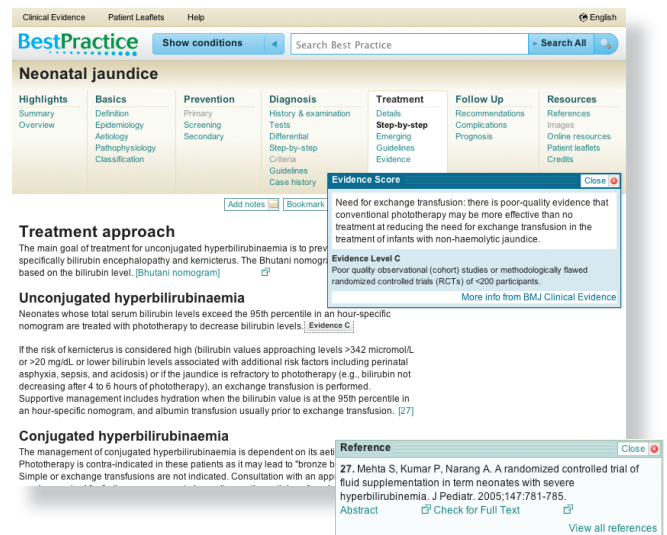 Clinical Evidence Patient Leaflets Help English
BestPractice Show conditions Search Best Practice Search All
Neonatal jaundice
Highlights Basics Prevention Diagnosis Treatment Follow Up Resources
Summary Definition Primary History & examination Details Recommendations References
Overview Epidemiology Screening Tests Step-by-step Complications Images
Aetiology Secondary Differential Emerging Prognosis Online resources
Pathophysiology Step-by-step Guidelines Patient leaflets
Classification Criteria Evidence Credits
Guidelines
Case history
Evidence Score Close
Need for exchange transfusion: there is poor-quality evidence that
conventional phototherapy may be more effective than no
treatment at reducing the need for exchange transfusion in the
treatment of infants with non-haemolytic jaundice.
Evidence Level C
Poor quality observational (cohort) studies or methodologically flawed
randomized controlled trials (RCTs) of <200 participants.
More info from BMJ Clinical Evidence
Add notes Bookmark
Treatment approach
The main goal of treatment for unconjugated hyperbilirubinaemia is to prev
specifically bilirubin encephalopathy and kernicterus. The Bhutani nomogra
based on the bilirubin level. [Bhutani nomogram]
Unconjugated hyperbilirubinaemia
Neonates whose total serum bilirubin levels exceed the 95th percentile in an hour-specific
nomogram are treated with phototherapy to decrease bilirubin levels. Evidence C
If the risk of kernicterus is considered high (bilirubin values approaching levels >342 micromol/L
or >20 mg/dL or lower bilirubin levels associated with additional risk factors including perinatal
asphyxia, sepsis, and acidosis) or if the jaundice is refractory to phototherapy (e.g., bilirubin not
decreasing after 4 to 6 hours of phototherapy), an exchange transfusion is performed.
Supportive management includes hydration when the bilirubin value is at the 95th percentile in
an hour-specific nomogram, and albumin transfusion usually prior to exchange transfusion. [27]
Conjugated hyperbilirubinaemia
The management of conjugated hyperbilirubinaemia is dependent on its aeti
Phototherapy is contra-indicated in these patients as it may lead to "bronze b
Simple or exchange transfusions are not indicated. Consultation with an app
Reference Close
27. Mehta S, Kumar P, Narang A. A randomized controlled trial of
fluid supplementation in term neonates with severe
hyperbilirubinemia. J Pediatr. 2005;147:781-785.
Abstract Check for Full Text
View all references